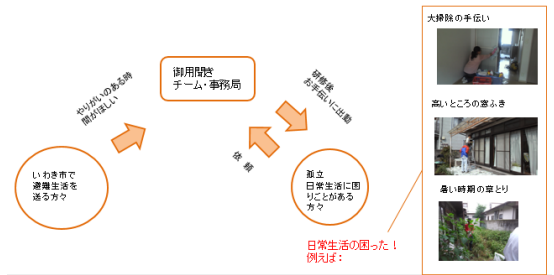 大掃除の手伝い
御用聞き
チーム・事務局
やりがいのある時
間がほしい
研修後
お手伝いに出動
高いところの窓ふき
依頼
いわき市で
避難生活を
送る方々
孤立
日常生活に困
りごとがある
方々
暑い時期の草とり
日常生活の困った！
例えば：